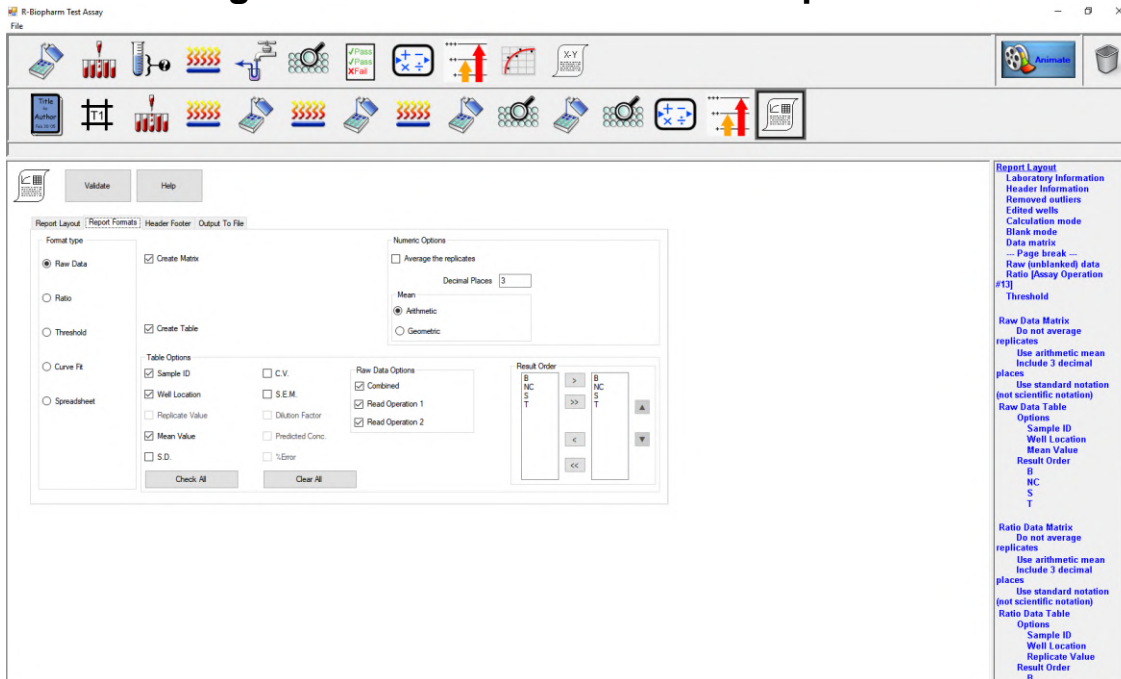 R-Biopharm Test Assay
File
Pass
Pass
Fail
X-Y
Animate
Title
by
Author
T1
Validate
Help
Report Layout
Report Formats
Header Footer
Output To File
Format type
Raw Data
Ratio
Threshold
Curve Fit
Spreadsheet
Create Matrix
Create Table
Numeric Options
Average the replicates
Decimal Places 3
Mean
Arithmetic
Geometric
Table Options
Sample ID
C.V.
Well Location
S.E.M.
Replicate Value
Dilution Factor
Mean Value
Predicted Conc.
S.D.
%Error
Check All
Clear All
Raw Data Options
Combined
Read Operation 1
Read Operation 2
Result Order
B
NC
S
T
>
>>
<
<<
B
NC
S
T
Report Layout
Laboratory Information
Header Information
Removed outliers
Edited wells
Calculation mode
Blank mode
Data matrix
--- Page break ---
Raw (unblanked) data
Ratio [Assay Operation
#13]
Threshold
Raw Data Matrix
Do not average
replicates
Use arithmetic mean
Include 3 decimal
places
Use standard notation
(not scientific notation)
Raw Data Table
Options
Sample ID
Well Location
Mean Value
Result Order
B
NC
S
T
Ratio Data Matrix
Do not average
replicates
Use arithmetic mean
Include 3 decimal
places
Use standard notation
(not scientific notation)
Ratio Data Table
Options
Sample ID
Well Location
Replicate Value
Result Order
B